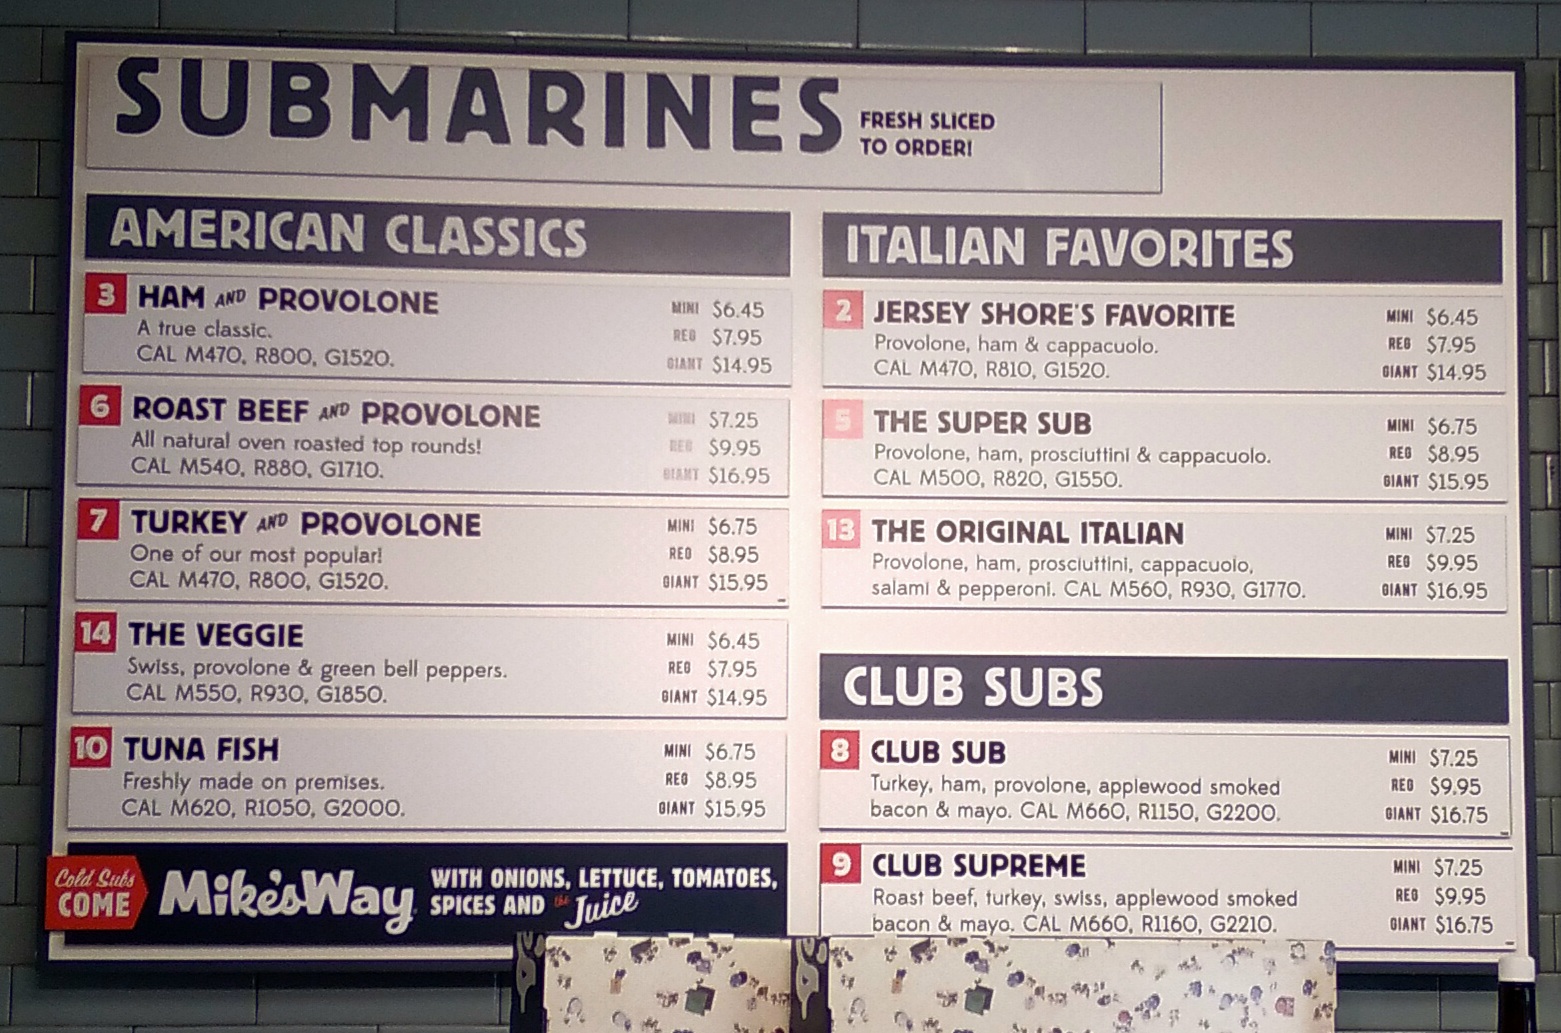 SUBMARINES
FRESH SLICED
TO ORDER!
AMERICAN CLASSICS
3 HAM AND PROVOLONE
A true classic.
CAL M470, R800, G1520.
MINI $6.45
REG $7.95
GIANT $14.95
6 ROAST BEEF AND PROVOLONE
All natural oven roasted top rounds!
CAL M540, R880, G1710.
MINI $7.25
REG $9.95
GIANT $16.95
7 TURKEY AND PROVOLONE
One of our most popular!
CAL M470, R800, G1520.
MINI $6.75
REG $8.95
GIANT $15.95
14 THE VEGGIE
Swiss, provolone & green bell peppers.
CAL M550, R930, G1850.
MINI $6.45
REG $7.95
GIANT $14.95
10 TUNA FISH
Freshly made on premises.
CAL M620, R1050, G2000.
MINI $6.75
REG $8.95
GIANT $15.95
Cold Subs
COME
Mike's Way
WITH ONIONS, LETTUCE, TOMATOES,
SPICES AND the Juice
ITALIAN FAVORITES
2 JERSEY SHORE'S FAVORITE
Provolone, ham & cappacuolo.
CAL M470, R810, G1520.
MINI $6.45
REG $7.95
GIANT $14.95
5 THE SUPER SUB
Provolone, ham, prosciuttini & cappacuolo.
CAL M500, R820, G1550.
MINI $6.75
REG $8.95
GIANT $15.95
13 THE ORIGINAL ITALIAN
Provolone, ham, prosciuttini, cappacuolo,
salami & pepperoni. CAL M560, R930, G1770.
MINI $7.25
REG $9.95
GIANT $16.95
CLUB SUBS
8 CLUB SUB
Turkey, ham, provolone, applewood smoked
bacon & mayo. CAL M660, R1150, G2200.
MINI $7.25
REG $9.95
GIANT $16.75
9 CLUB SUPREME
Roast beef, turkey, swiss, applewood smoked
bacon & mayo. CAL M660, R1160, G2210.
MINI $7.25
REG $9.95
GIANT $16.75